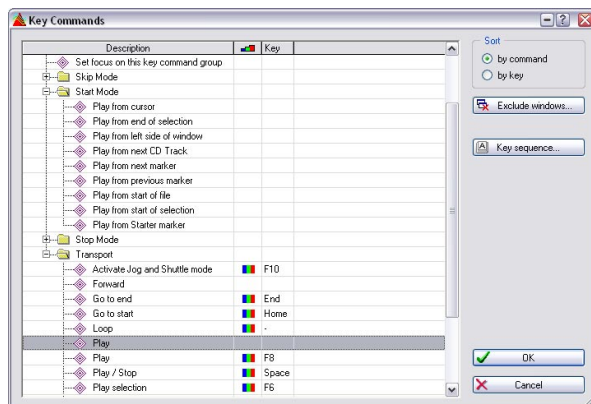 Key Commands
Description Key
Set focus on this key command group
Skip Mode
Start Mode
Play from cursor
Play from end of selection
Play from left side of window
Play from next CD Track
Play from next marker
Play from previous marker
Play from start of file
Play from start of selection
Play from Starter marker
Stop Mode
Transport
Activate Jog and Shuttle mode F10
Forward
Go to end End
Go to start Home
Loop -
Play
Play F8
Play / Stop Space
Play selection F6
Sort
by command
by key
Exclude windows...
A Key sequence...
OK
Cancel